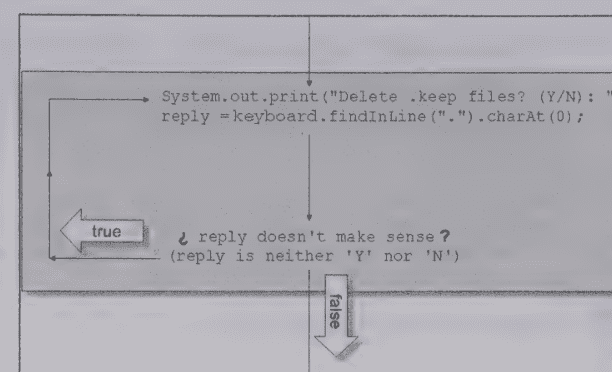 System.out.print("Delete .keep files? (Y/N): "
reply =keyboard.findInLine(".").charAt(0);
true
¿ reply doesn't make sense?
(reply is neither 'Y' nor 'N')
false